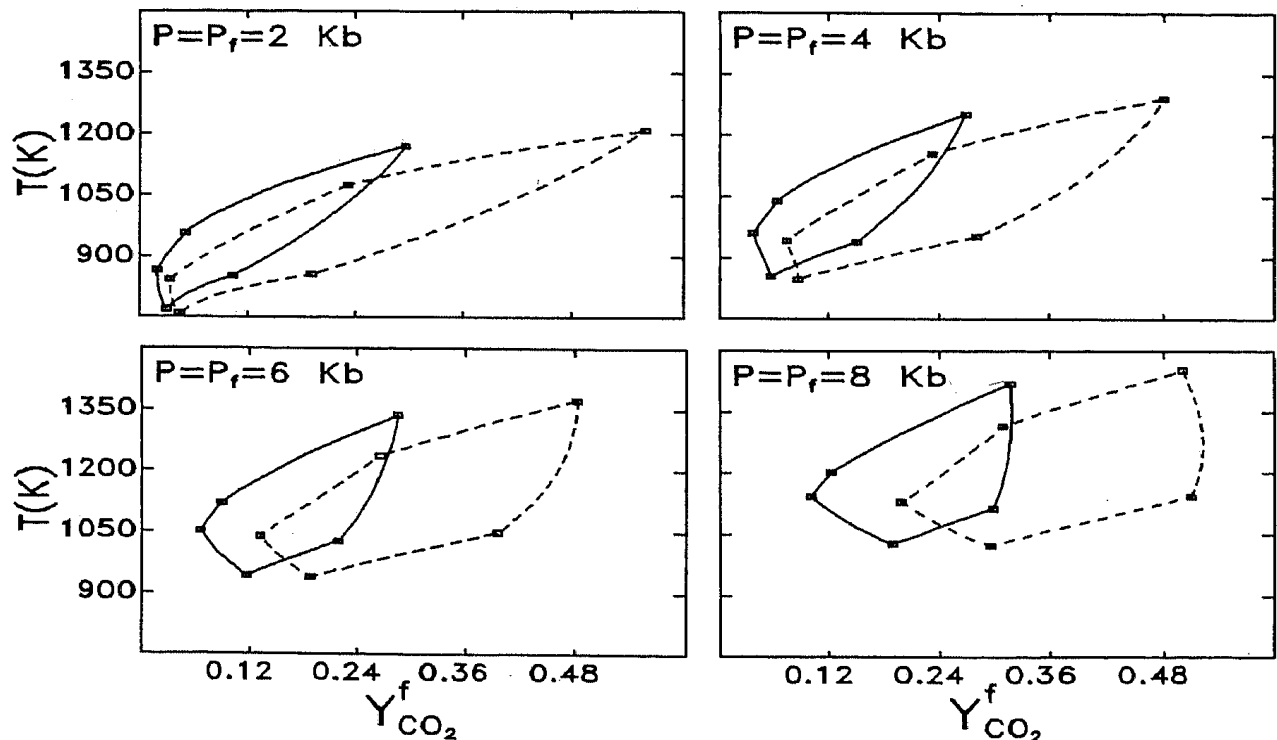 P=P_f=2 Kb
P=P_f=4 Kb
T(K)
1350
1200
1050
900
P=P_f=6 Kb
P=P_f=8 Kb
T(K)
1350
1200
1050
900
0.12 0.24 0.36 0.48
0.12 0.24 0.36 0.48
Y^f_CO₂
Y^f_CO₂